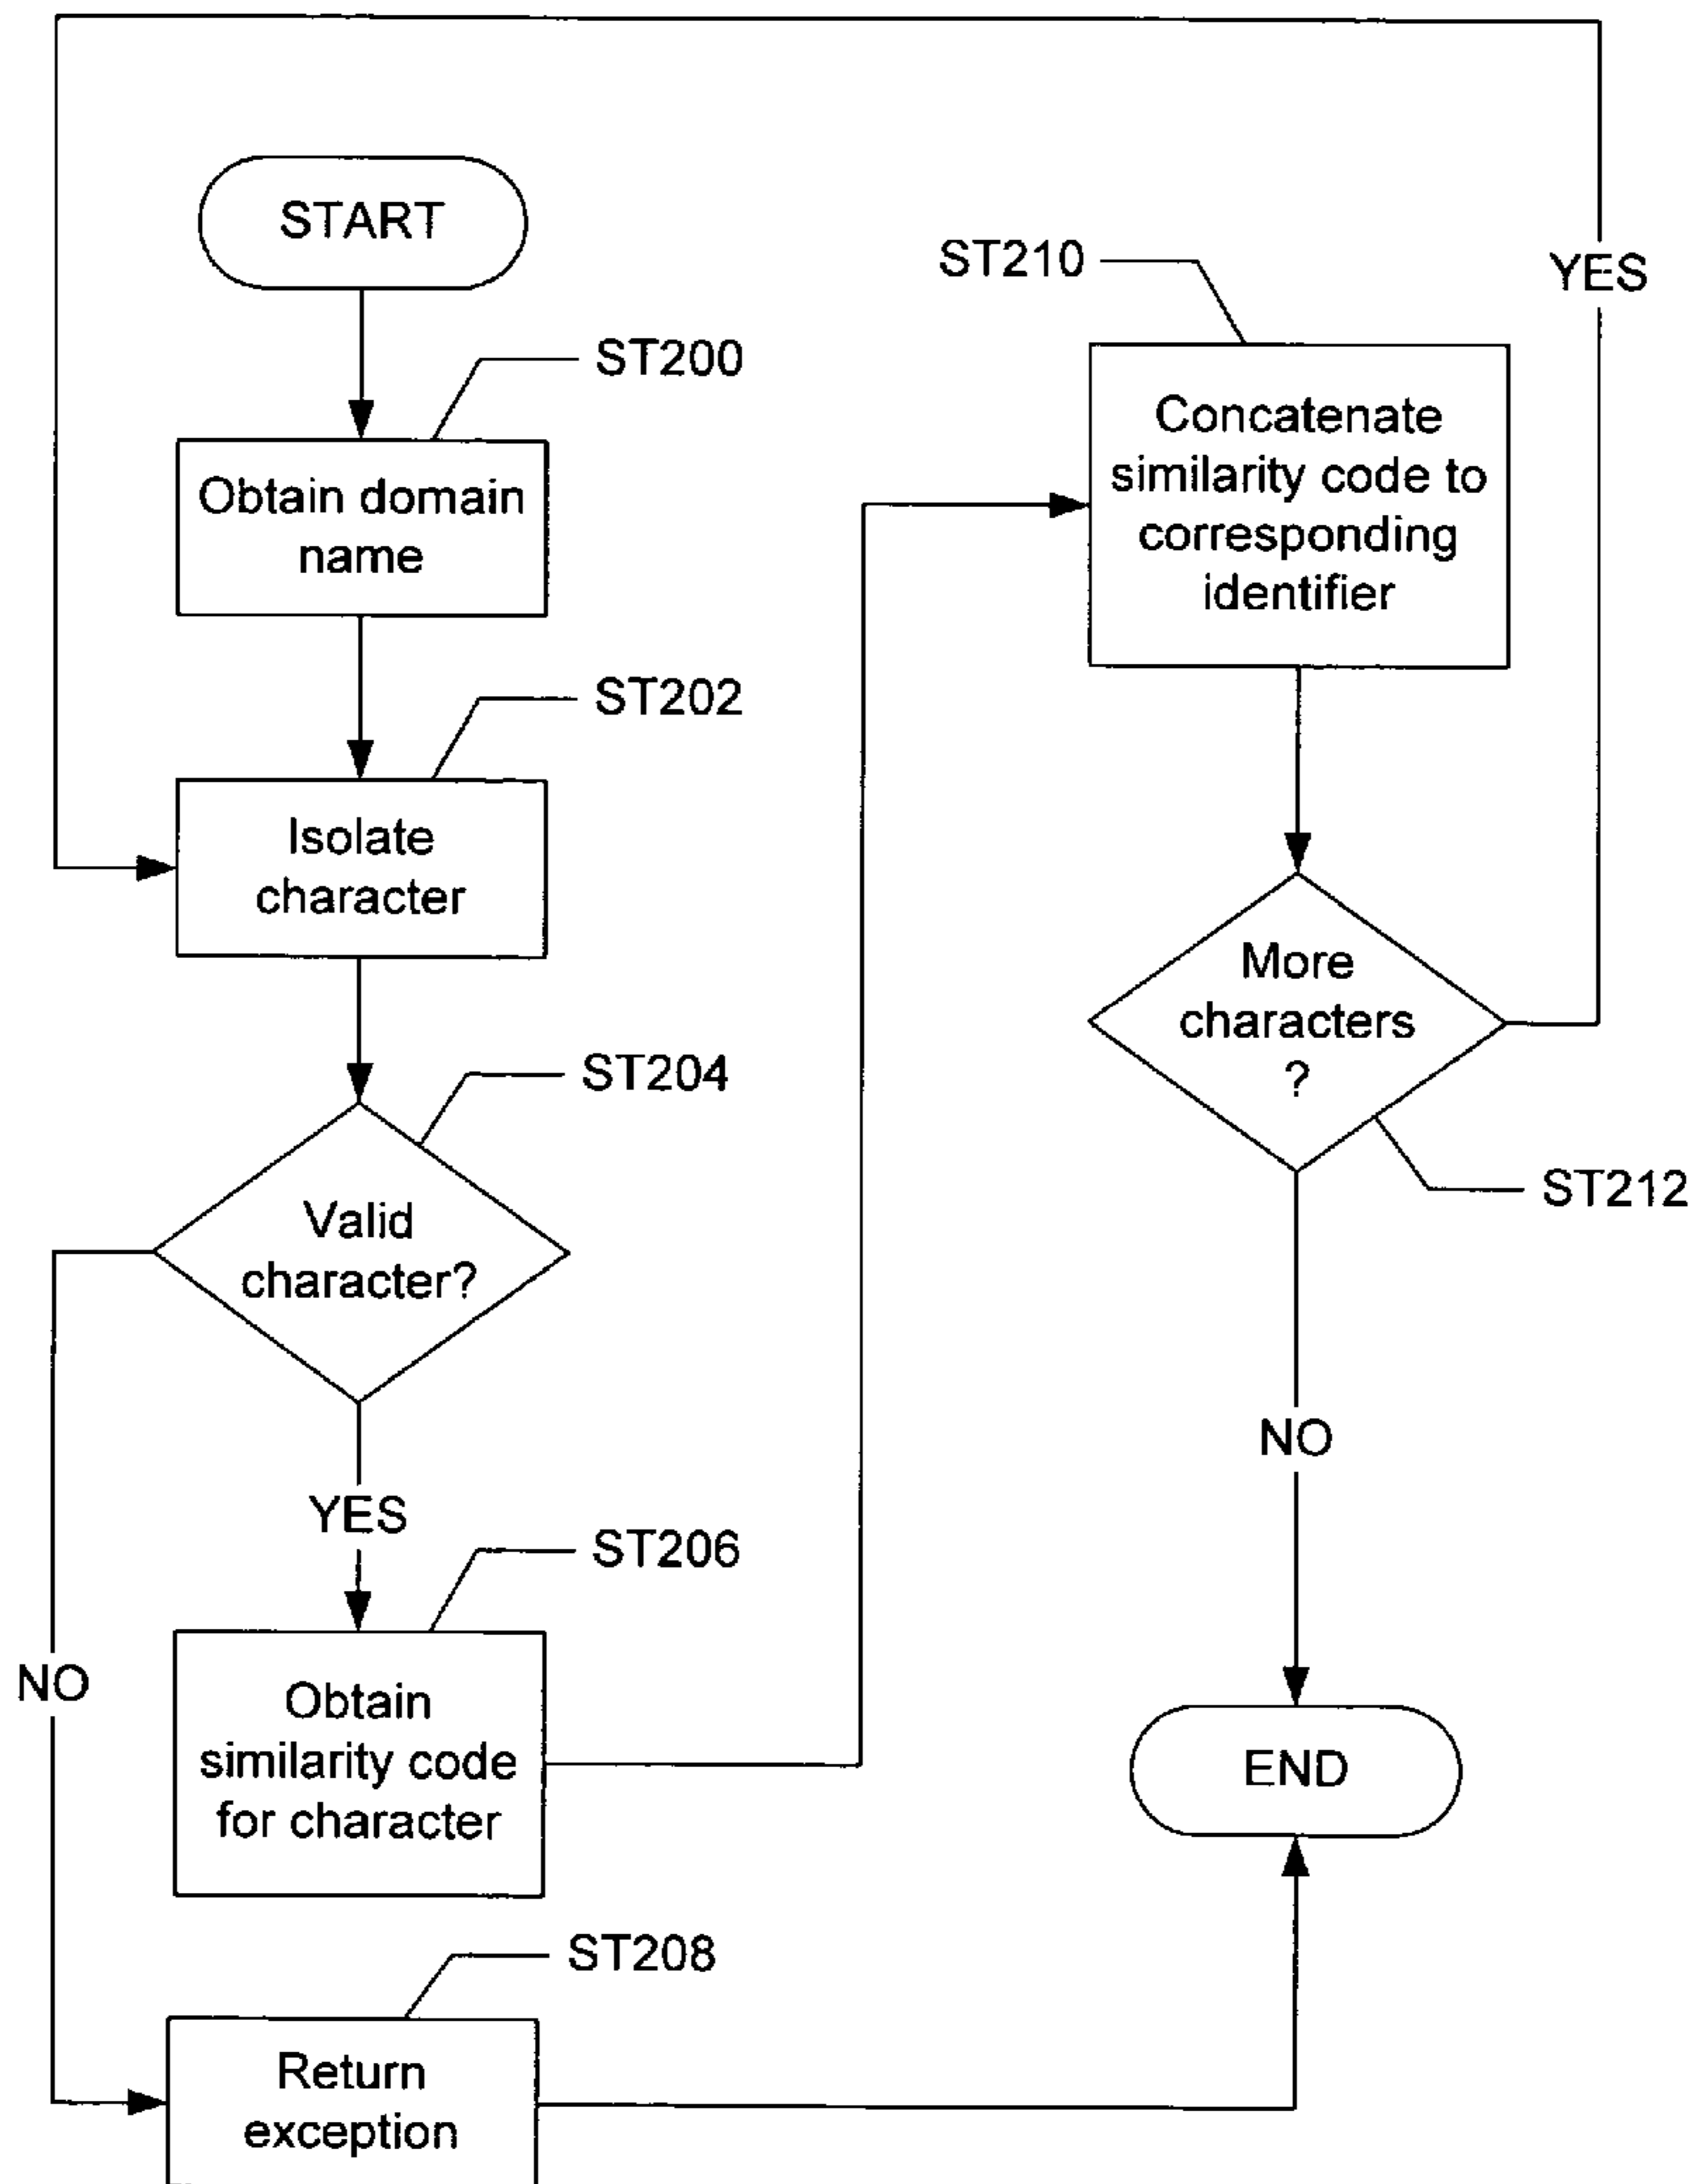 START
ST200
Obtain domain
name
ST202
Isolate
character
ST204
Valid
character?
YES
NO
ST206
Obtain
similarity code
for character
ST208
Return
exception
ST210
Concatenate
similarity code to
corresponding
identifier
YES
More
characters
?
ST212
NO
END